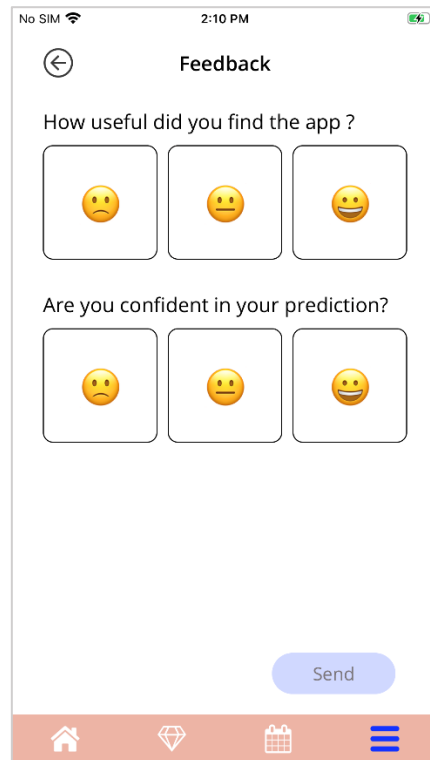 No SIM 2:10 PM
Feedback
How useful did you find the app ?
Are you confident in your prediction?
Send